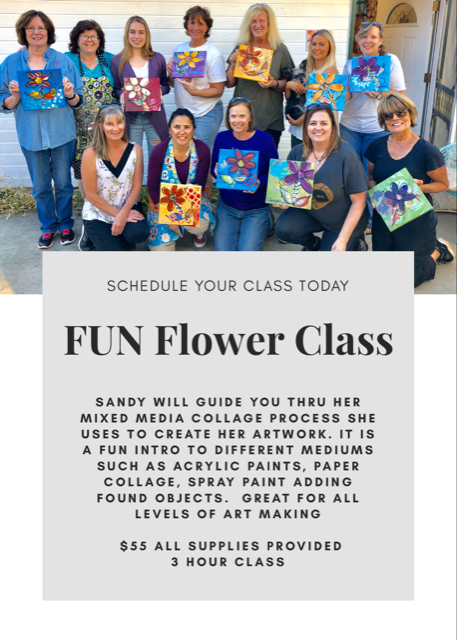 SCHEDULE YOUR CLASS TODAY
FUN Flower Class
SANDY WILL GUIDE YOU THRU HER
MIXED MEDIA COLLAGE PROCESS SHE
USES TO CREATE HER ARTWORK. IT IS
A FUN INTRO TO DIFFERENT MEDIUMS
SUCH AS ACRYLIC PAINTS, PAPER
COLLAGE, SPRAY PAINT ADDING
FOUND OBJECTS. GREAT FOR ALL
LEVELS OF ART MAKING
$55 ALL SUPPLIES PROVIDED
3 HOUR CLASS